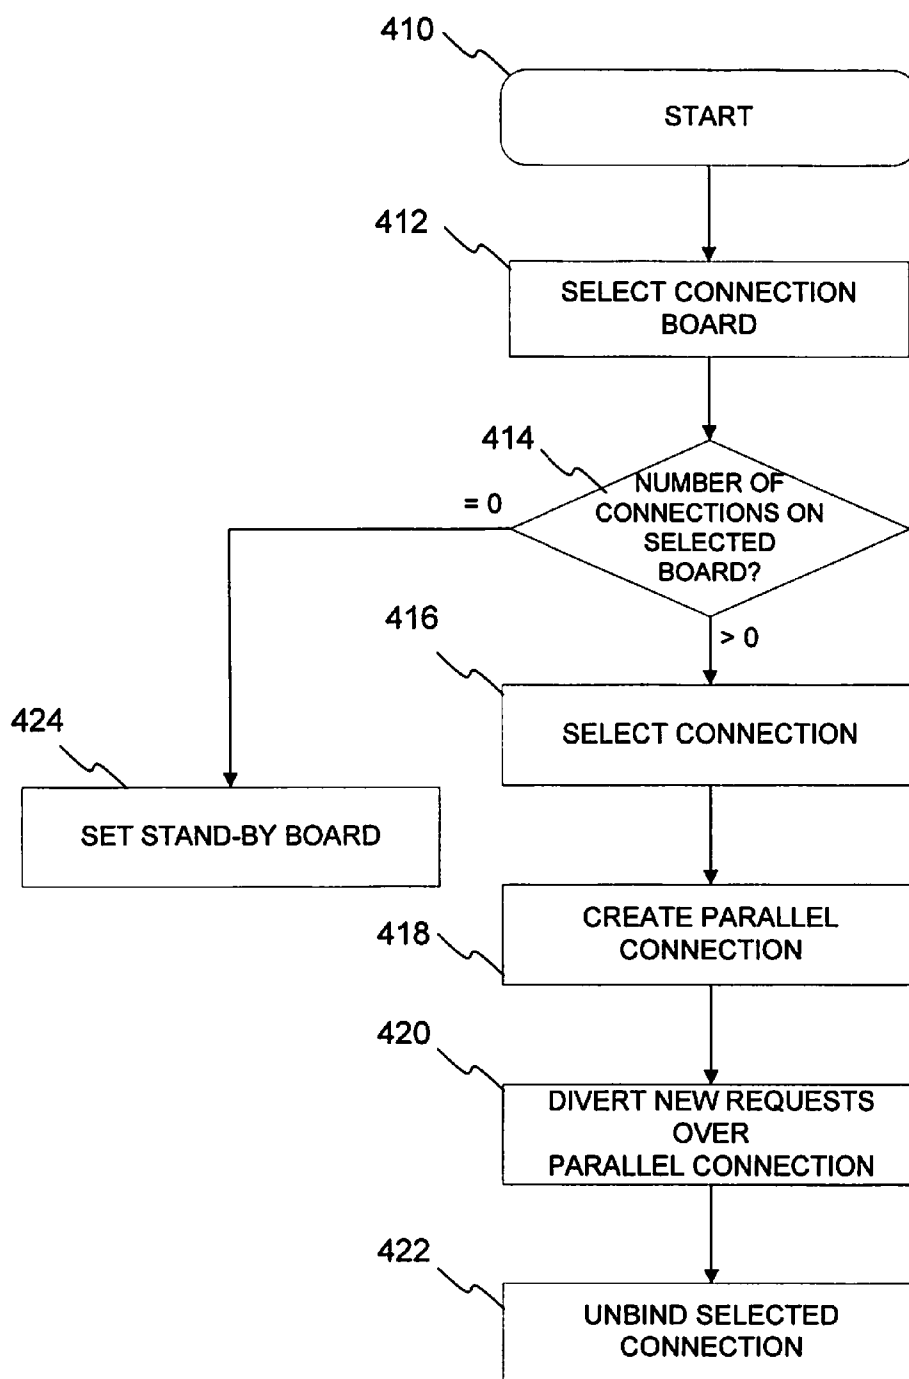 410
START
412
SELECT CONNECTION
BOARD
414
NUMBER OF
CONNECTIONS ON
SELECTED
BOARD?
= 0
> 0
416
SELECT CONNECTION
424
SET STAND-BY BOARD
418
CREATE PARALLEL
CONNECTION
420
DIVERT NEW REQUESTS
OVER
PARALLEL CONNECTION
422
UNBIND SELECTED
CONNECTION